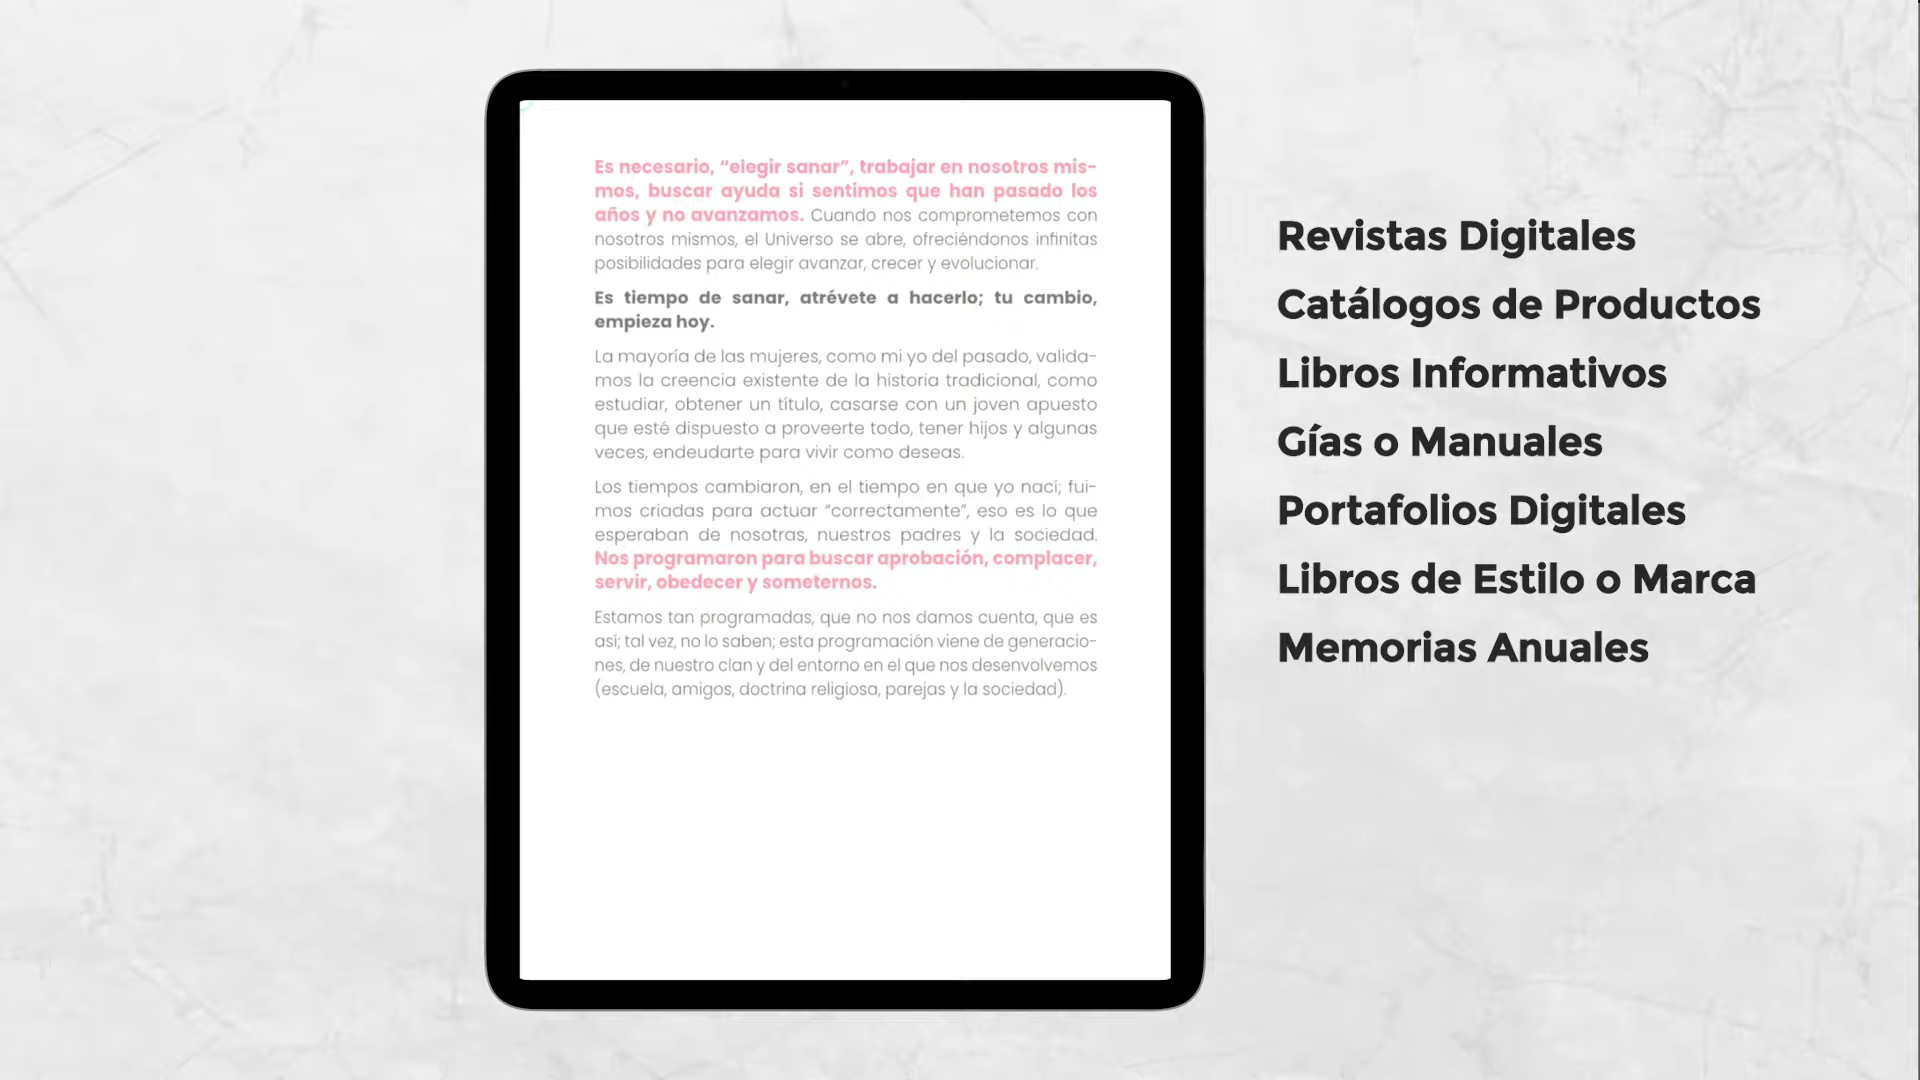 Es necesario, “elegir sanar”, trabajar en nosotros mis-
mos, buscar ayuda si sentimos que han pasado los
años y no avanzamos. Cuando nos comprometemos con
nosotros mismos, el Universo se abre, ofreciéndonos infinitas
posibilidades para elegir avanzar, crecer y evolucionar.
Es tiempo de sanar, atrévete a hacerlo; tu cambio,
empieza hoy.
La mayoría de las mujeres, como mi yo del pasado, valida-
mos la creencia existente de la historia tradicional, como
estudiar, obtener un título, casarse con un joven apuesto
que esté dispuesto a proveerte todo, tener hijos y algunas
veces, endeudarte para vivir como deseas.
Los tiempos cambiaron, en el tiempo en que yo nací; fui-
mos criadas para actuar “correctamente”, eso es lo que
esperaban de nosotras, nuestros padres y la sociedad.
Nos programaron para buscar aprobación, complacer,
servir, obedecer y someternos.
Estamos tan programadas, que no nos damos cuenta, que es
así; tal vez, no lo saben; esta programación viene de generacio-
nes, de nuestro clan y del entorno en el que nos desenvolvemos
(escuela, amigos, doctrina religiosa, parejas y la sociedad).
Revistas Digitales
Catálogos de Productos
Libros Informativos
Gías o Manuales
Portafolios Digitales
Libros de Estilo o Marca
Memorias Anuales